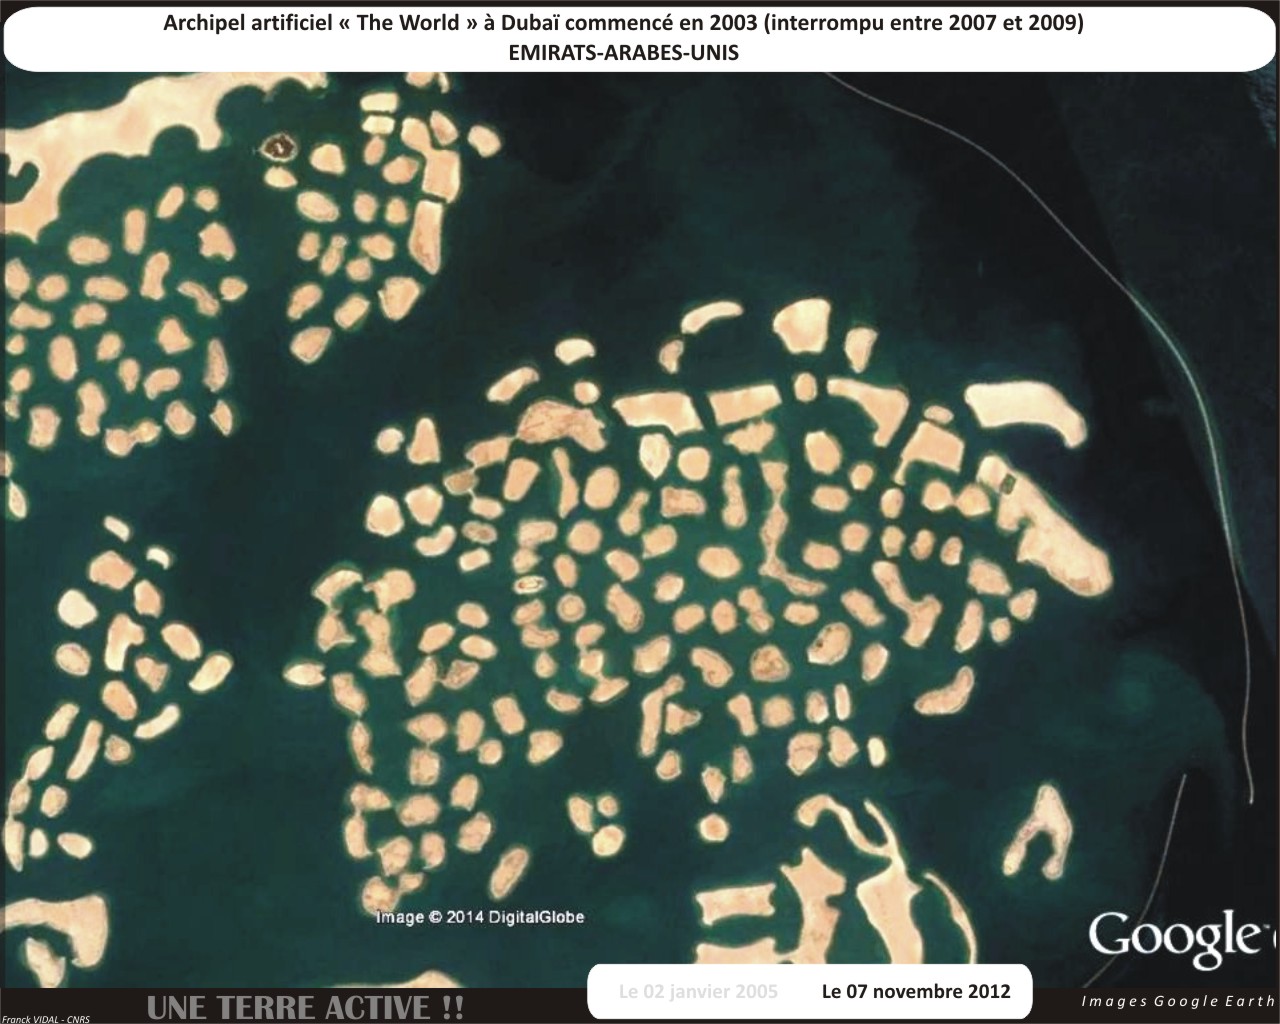 Archipel artificiel « The World » à Dubaï commencé en 2003 (interrompu entre 2007 et 2009)
EMIRATS-ARABES-UNIS
Image © 2014 DigitalGlobe
Google™
Le 02 janvier 2005 Le 07 novembre 2012
UNE TERRE ACTIVE !!
Images Google Earth
Franck VIDAL - CNRS